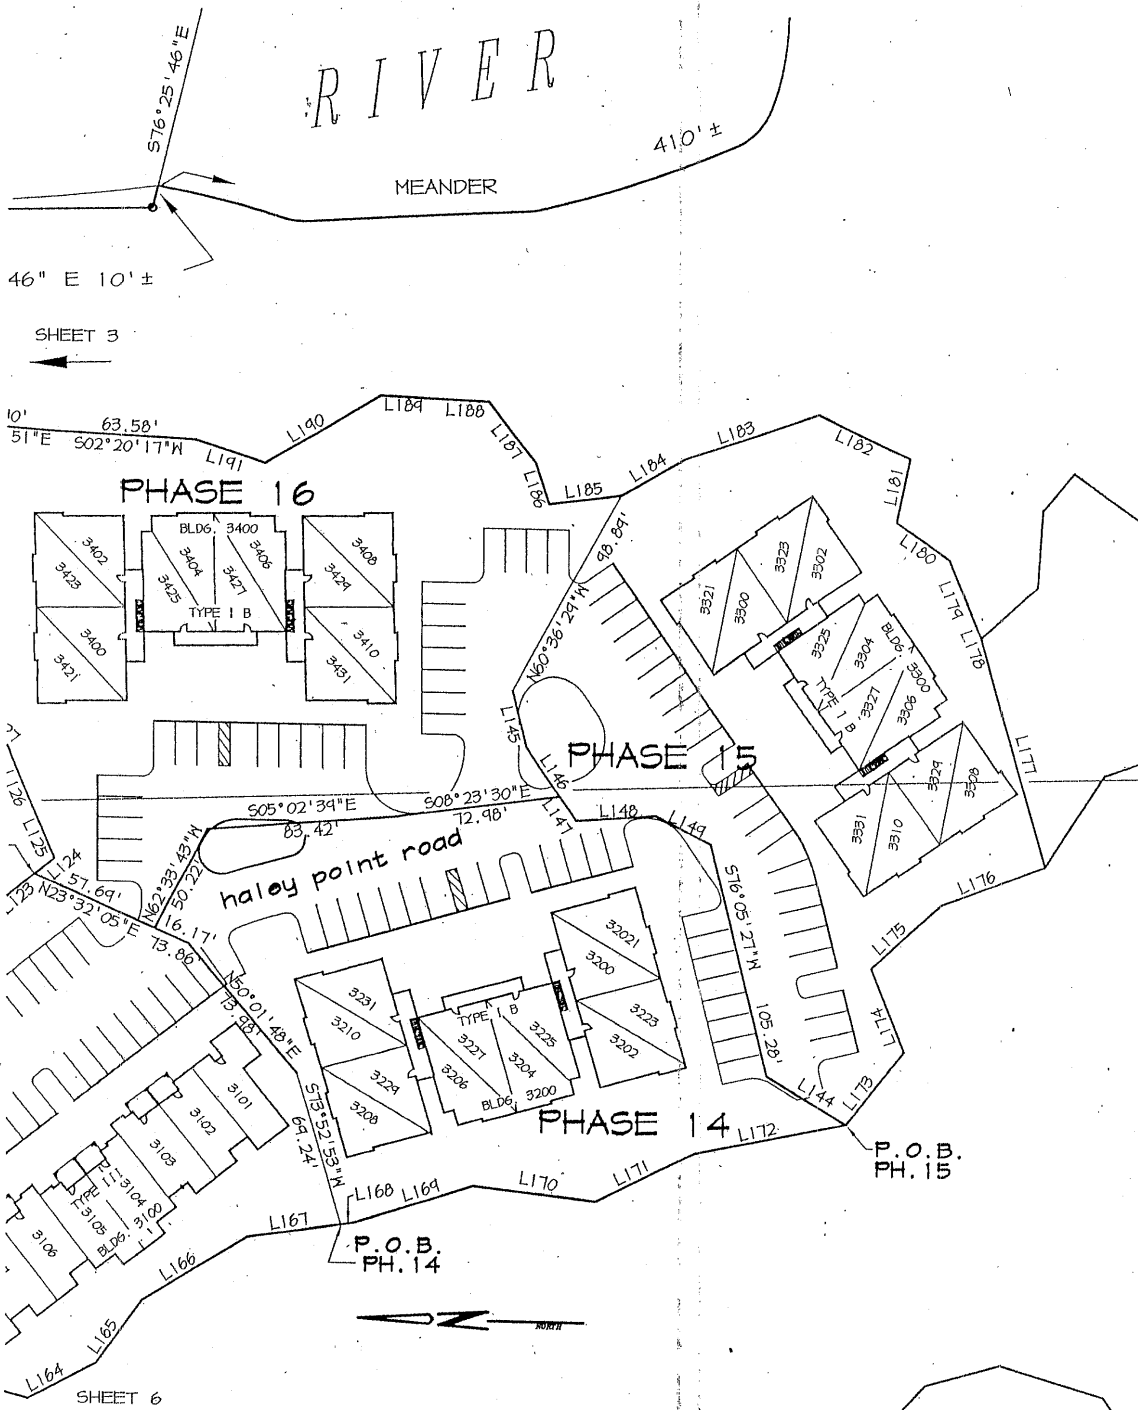 S76°25'46"E
RIVER
410'±
MEANDER
46" E 10'±
SHEET 3
10'
51"E
63.58'
S02°20'17"W
L191
L190
L189
L188
L187
L186
L185
L184
L183
L182
L181
L180
L179
L178
L177
L176
L175
L174
L173
L172
L171
L170
L169
L168
L167
L166
L165
L164
PHASE 16
3402
3423
3400
3421
BLDG. 3400
3404
3425
3406
3427
TYPE I B
3408
3429
3410
3431
98.89'
N60°36'29"W
L145
L146
L147
L148
L149
PHASE 15
3321
3300
3323
3302
3325
3304
BLDG. 3300
TYPE I B
3327
3306
3329
3308
3331
3310
S05°02'39"E
83.42'
S08°23'30"E
72.98'
haley point road
N62°33'43"W
50.22'
L126
L125
L124
L123
57.69'
N23°32'05"E
16.17'
73.86'
N50°01'48"E
73.98'
S73°52'53"W
69.24'
S76°05'27"W
105.28'
L144
3231
3210
3229
3208
TYPE I B
3227
3206
3225
3204
BLDG. 3200
32021
3200
3223
3202
PHASE 14
P.O.B.
PH.15
P.O.B.
PH.14
3101
3102
3103
3104
TYPE III
3105
BLDG. 3100
3106
NORTH
SHEET 6